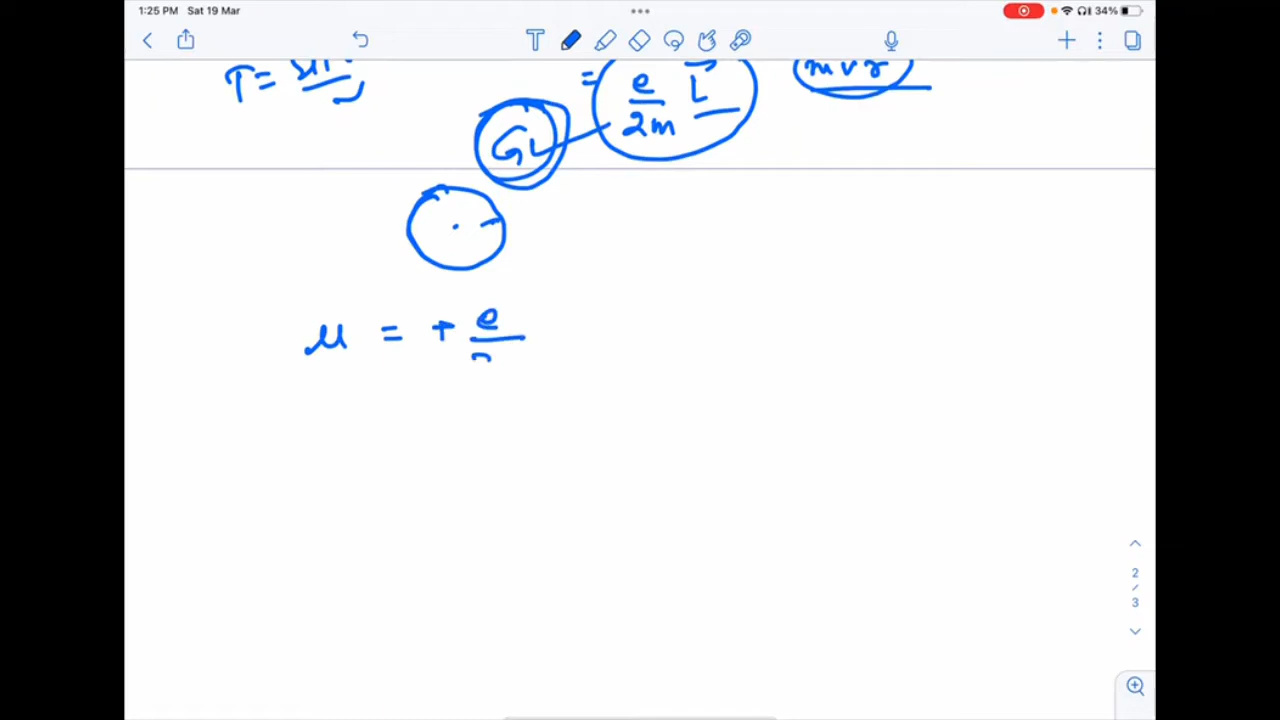 1:25 PM Sat 19 Mar
34%
T =
= e/2m L
m v r
GL
μ = + e
2
/
3